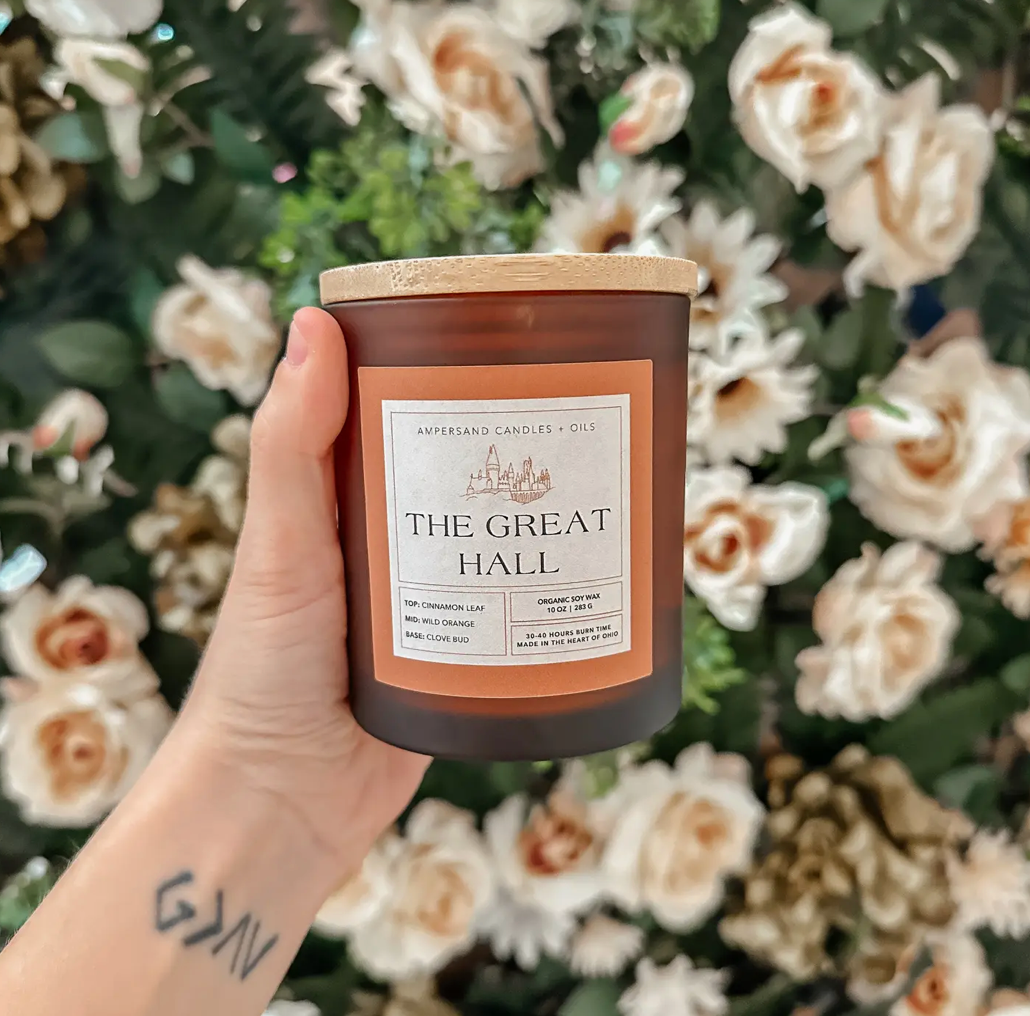 AMPERSAND CANDLES + OILS
THE GREAT
HALL
TOP: CINNAMON LEAF
MID: WILD ORANGE
BASE: CLOVE BUD
ORGANIC SOY WAX
10 OZ | 283 G
30-40 HOURS BURN TIME
MADE IN THE HEART OF OHIO
G>ΛV